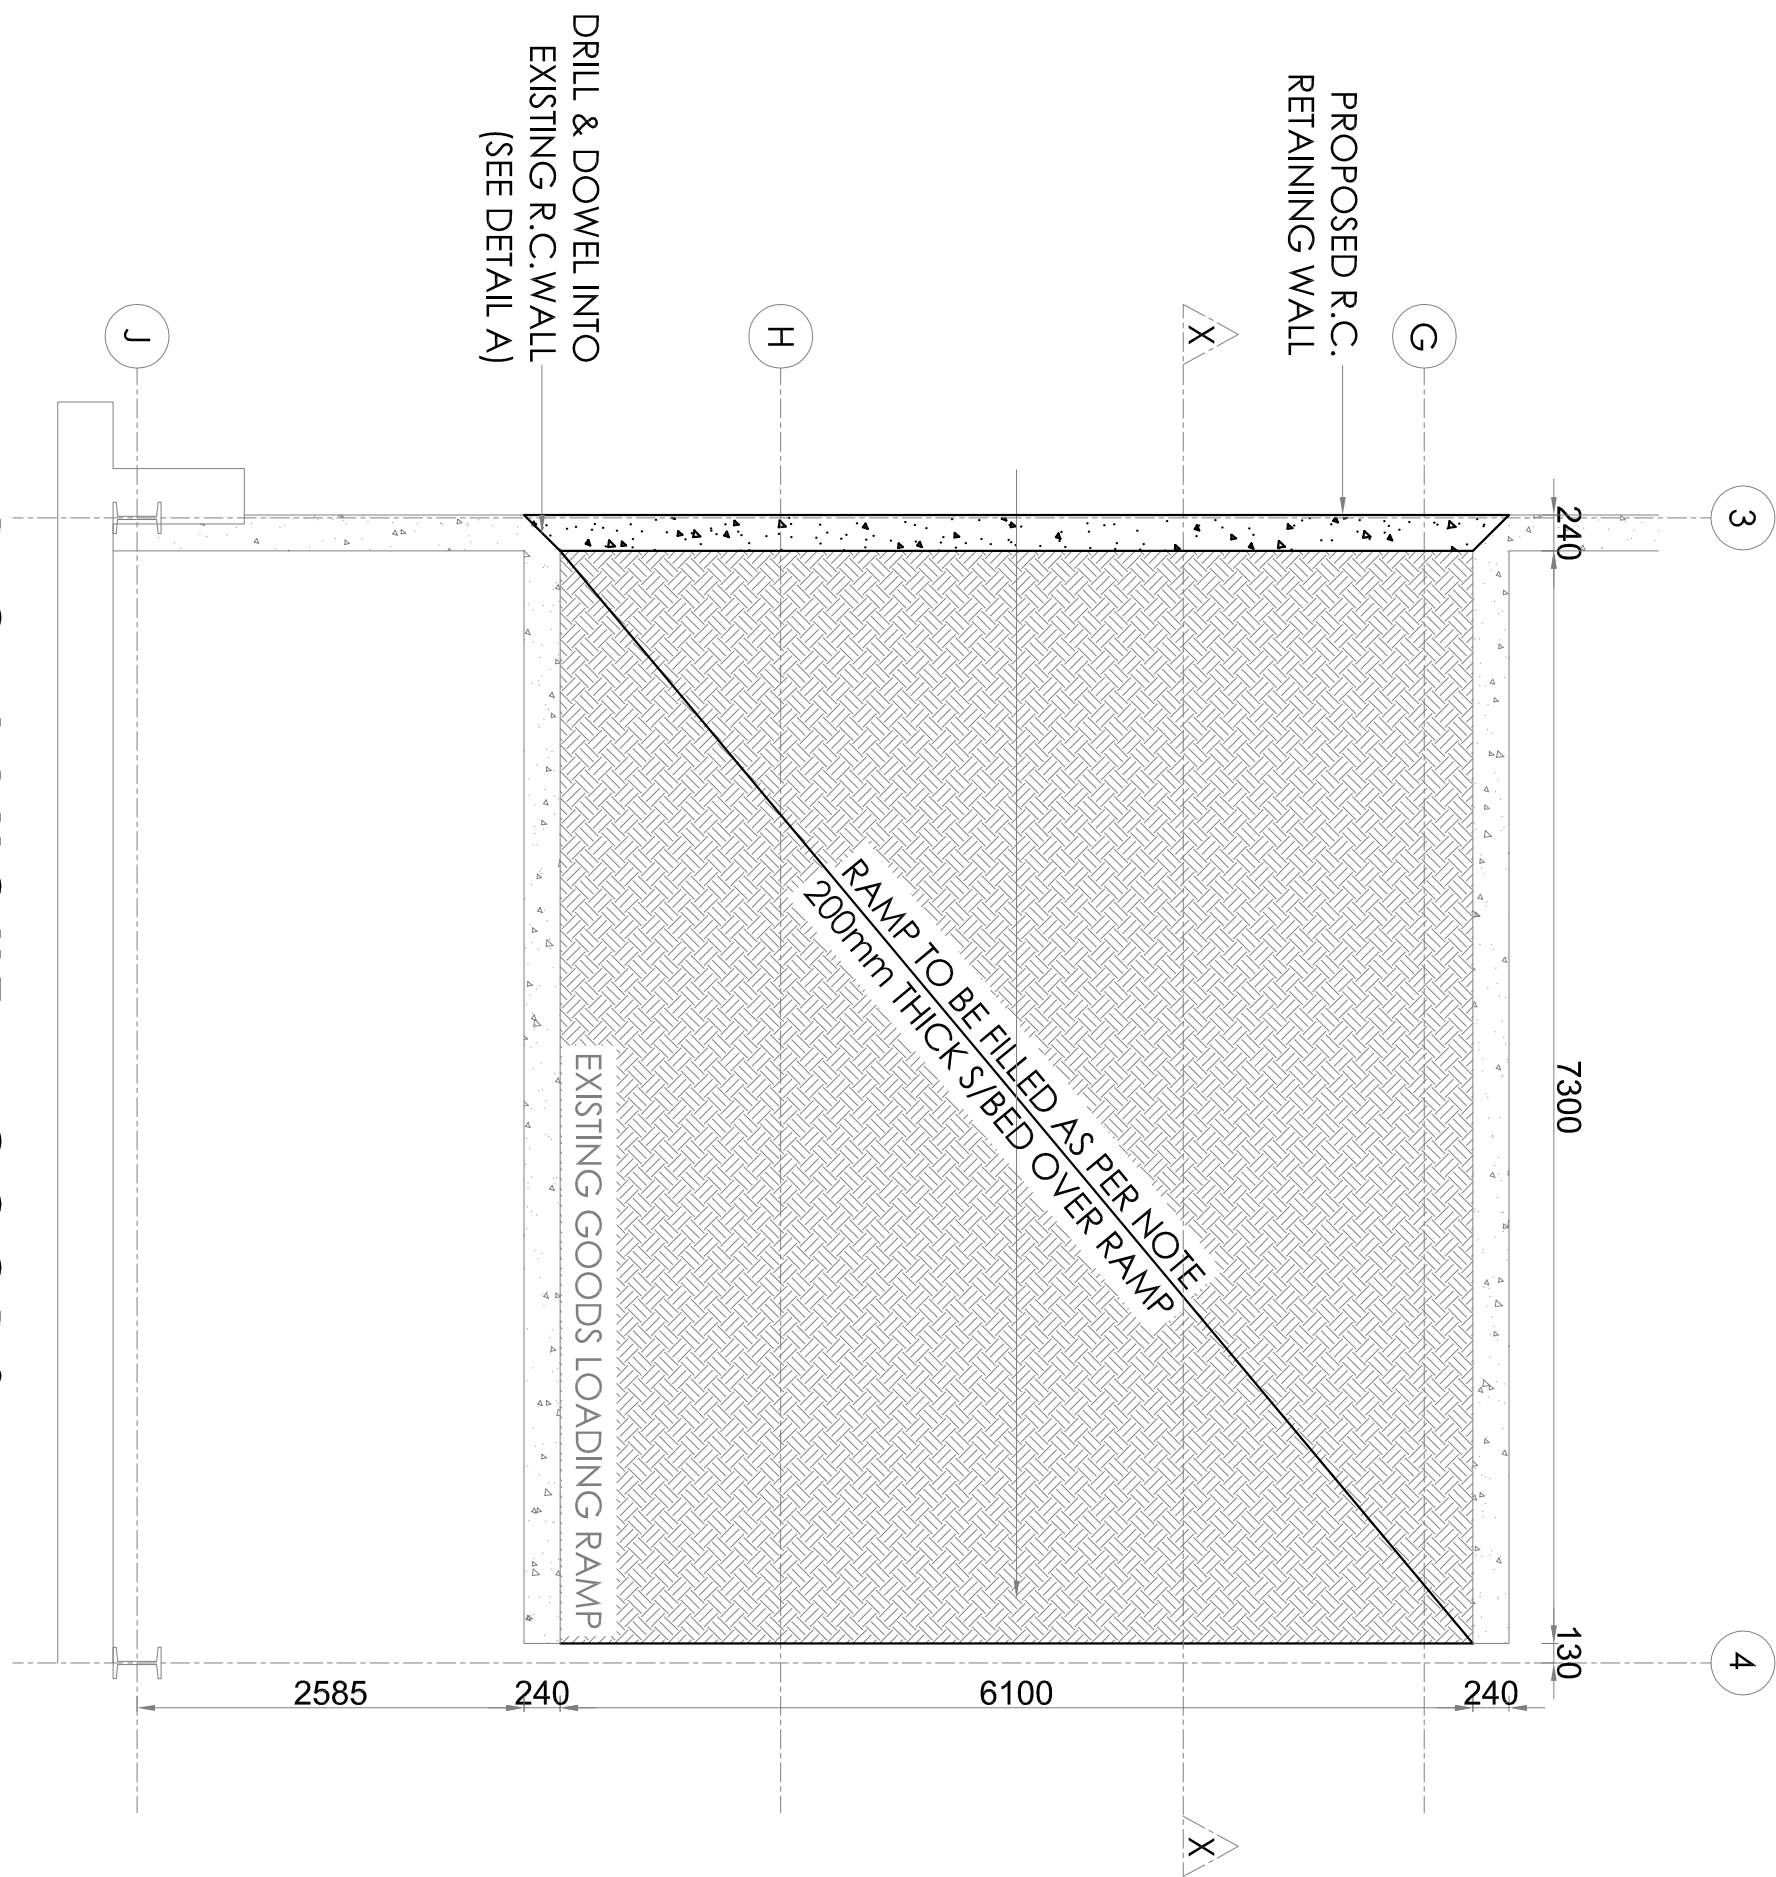 PROPOSED R.C.
RETAINING WALL
DRILL & DOWEL INTO
EXISTING R.C.WALL
(SEE DETAIL A)
3
4
G
X
H
J
X
240
7300
130
RAMP TO BE FILLED AS PER NOTE
200mm THICK S/BED OVER RAMP
EXISTING GOODS LOADING RAMP
2585
240
6100
240